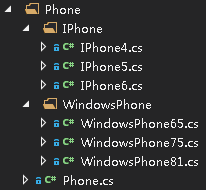 Phone
IPhone
C# IPhone4.cs
C# IPhone5.cs
C# IPhone6.cs
WindowsPhone
C# WindowsPhone65.cs
C# WindowsPhone75.cs
C# WindowsPhone81.cs
C# Phone.cs